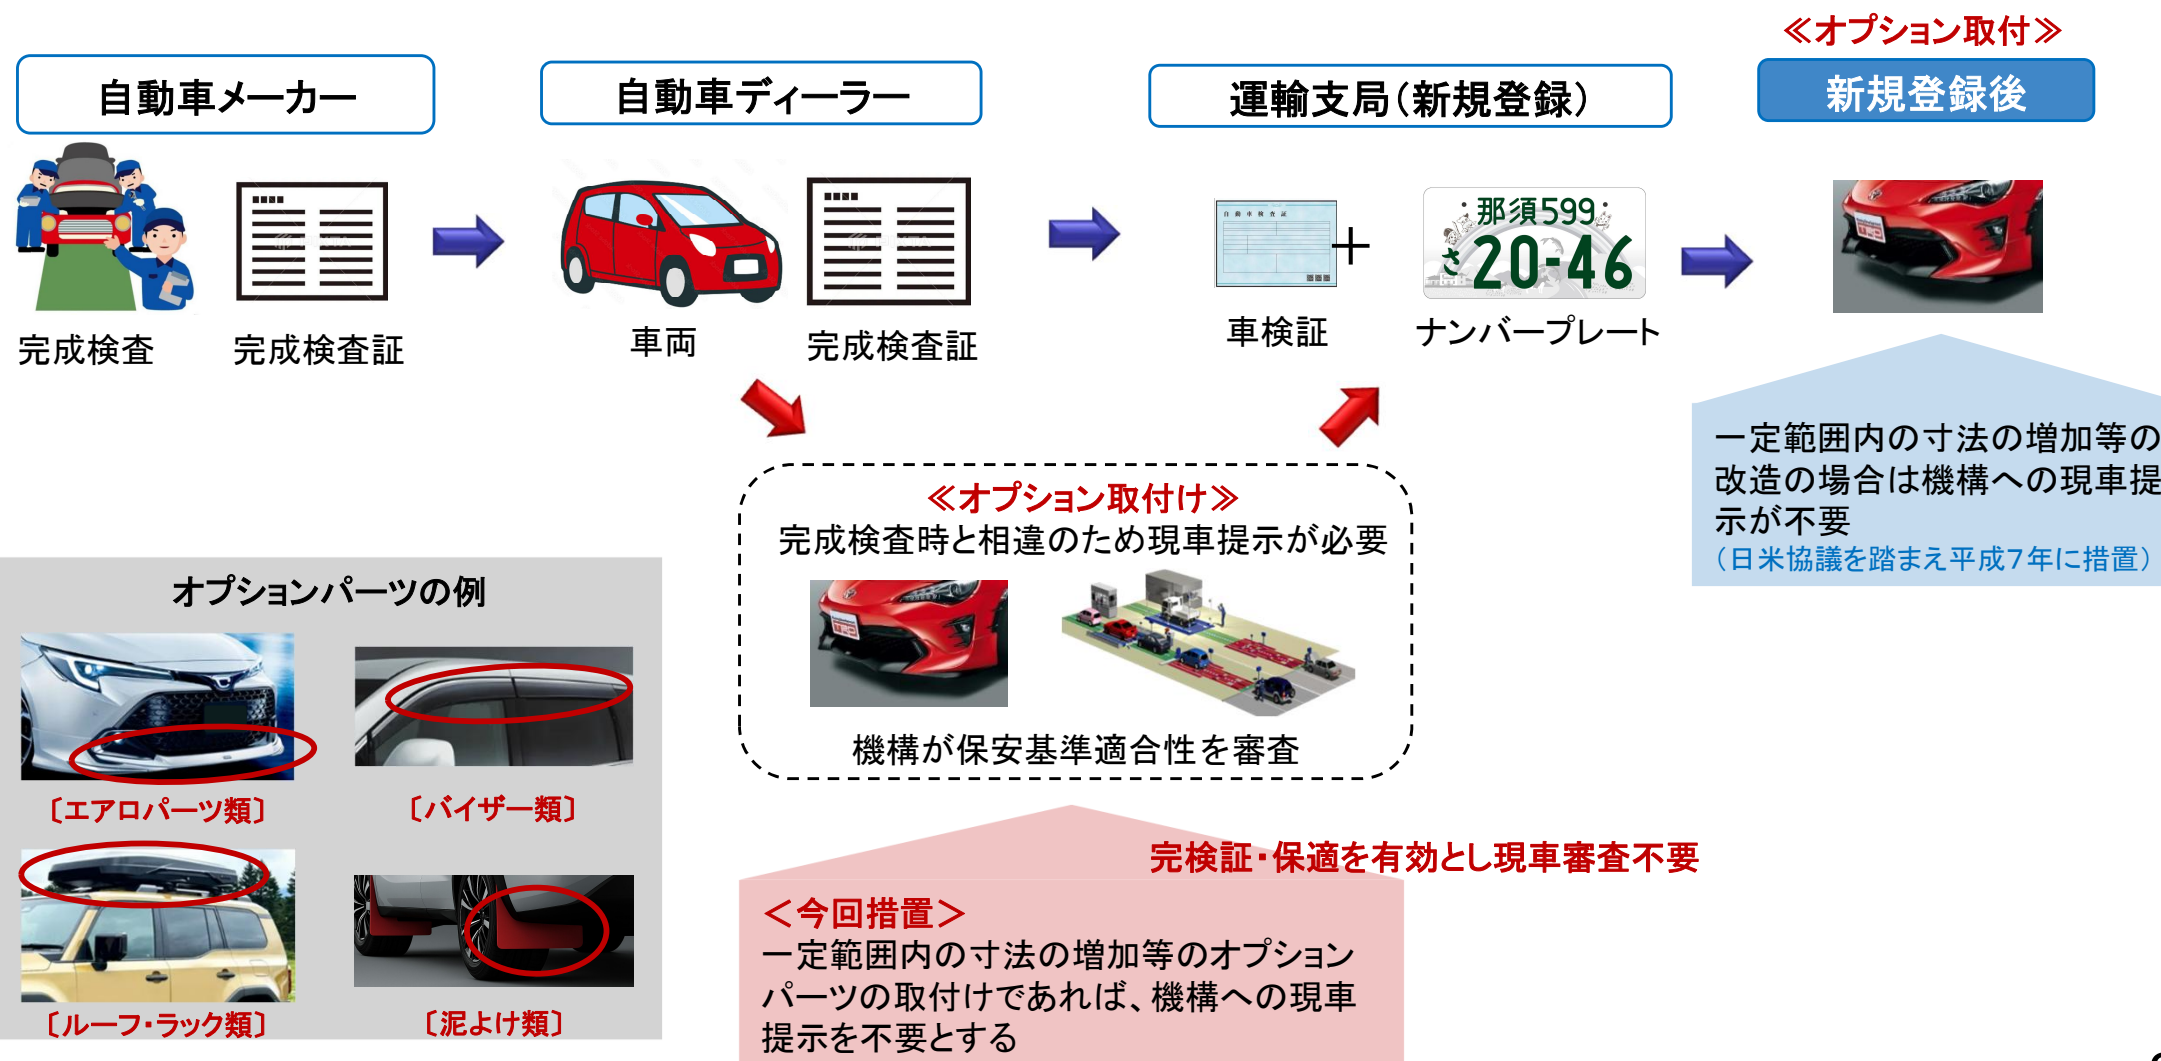 ≪オプション取付≫
自動車メーカー
自動車ディーラー
運輸支局(新規登録)
新規登録後
自動車検査証
那須599
さ20-46
完成検査
完成検査証
車両
完成検査証
車検証
ナンバープレート
一定範囲内の寸法の増加等の
改造の場合は機構への現車提
示が不要
(日米協議を踏まえ平成7年に措置)
≪オプション取付け≫
完成検査時と相違のため現車提示が必要
機構が保安基準適合性を審査
オプションパーツの例
〔エアロパーツ類〕
〔バイザー類〕
〔ルーフ・ラック類〕
〔泥よけ類〕
完検証・保適を有効とし現車審査不要
<今回措置>
一定範囲内の寸法の増加等のオプション
パーツの取付けであれば、機構への現車
提示を不要とする